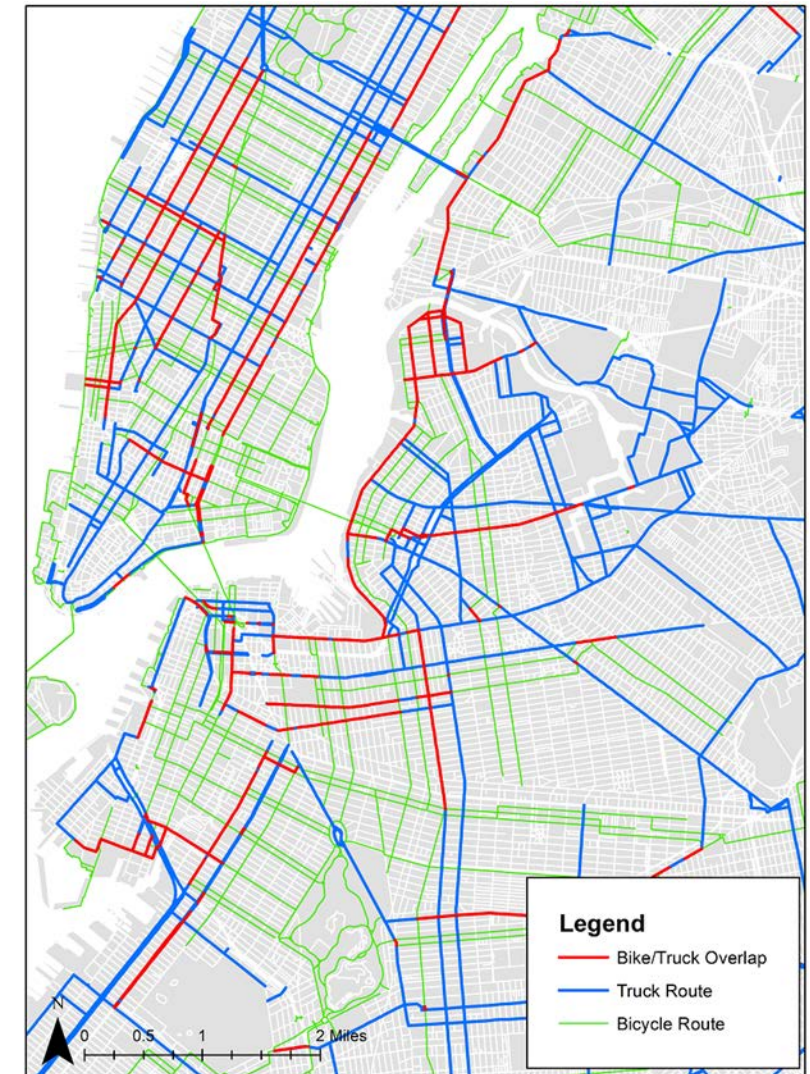 Legend
Bike/Truck Overlap
Truck Route
Bicycle Route
N
0 0.5 1 2 Miles